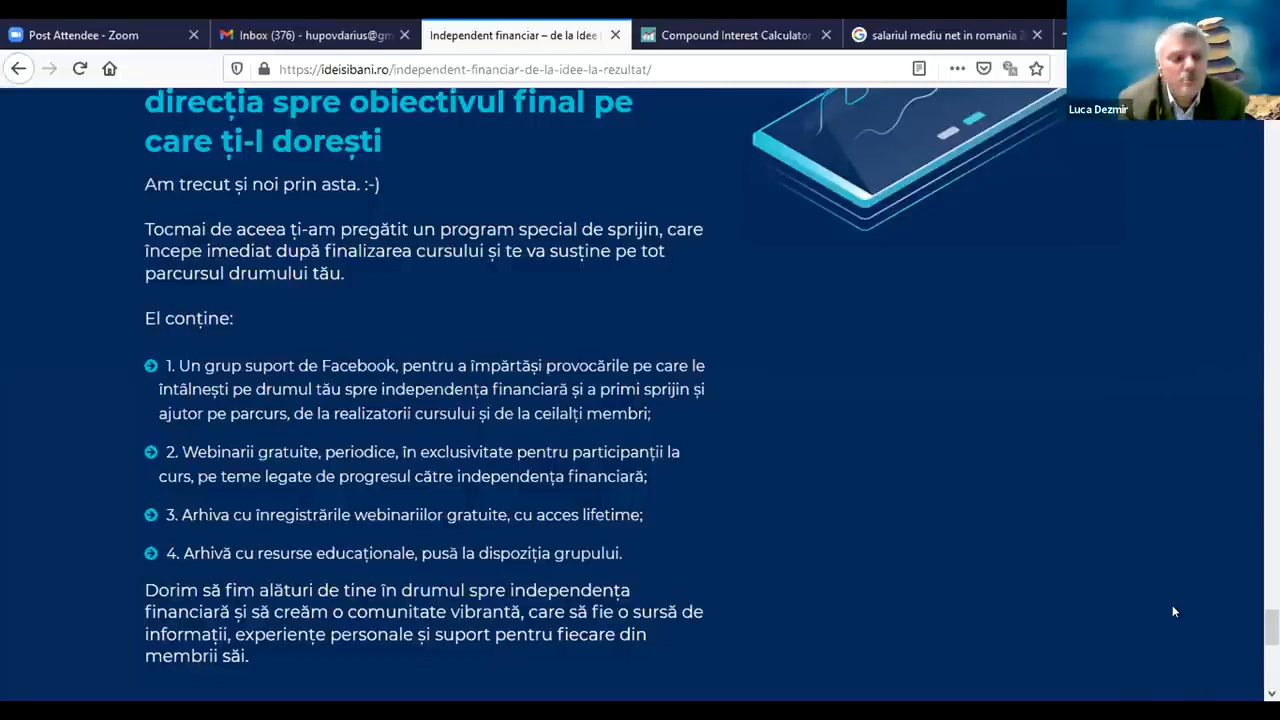 Post Attendee - Zoom
Inbox (376) - hupovdarius@gm
Independent financiar – de la Idee
Compound Interest Calculator
salariul mediu net in romania
https://ideisibani.ro/independent-financiar-de-la-idee-la-rezultat/
Luca Dezmir
direcția spre obiectivul final pe
care ți-l dorești
Am trecut și noi prin asta. :-)
Tocmai de aceea ți-am pregătit un program special de sprijin, care
începe imediat după finalizarea cursului și te va susține pe tot
parcursul drumului tău.
El conține:
1. Un grup suport de Facebook, pentru a împărtăși provocările pe care le
întâlnești pe drumul tău spre independența financiară și a primi sprijin și
ajutor pe parcurs, de la realizatorii cursului și de la ceilalți membri;
2. Webinarii gratuite, periodice, în exclusivitate pentru participanții la
curs, pe teme legate de progresul către independența financiară;
3. Arhiva cu înregistrările webinariilor gratuite, cu acces lifetime;
4. Arhivă cu resurse educaționale, pusă la dispoziția grupului.
Dorim să fim alături de tine în drumul spre independența
financiară și să creăm o comunitate vibrantă, care să fie o sursă de
informații, experiențe personale și suport pentru fiecare din
membrii săi.